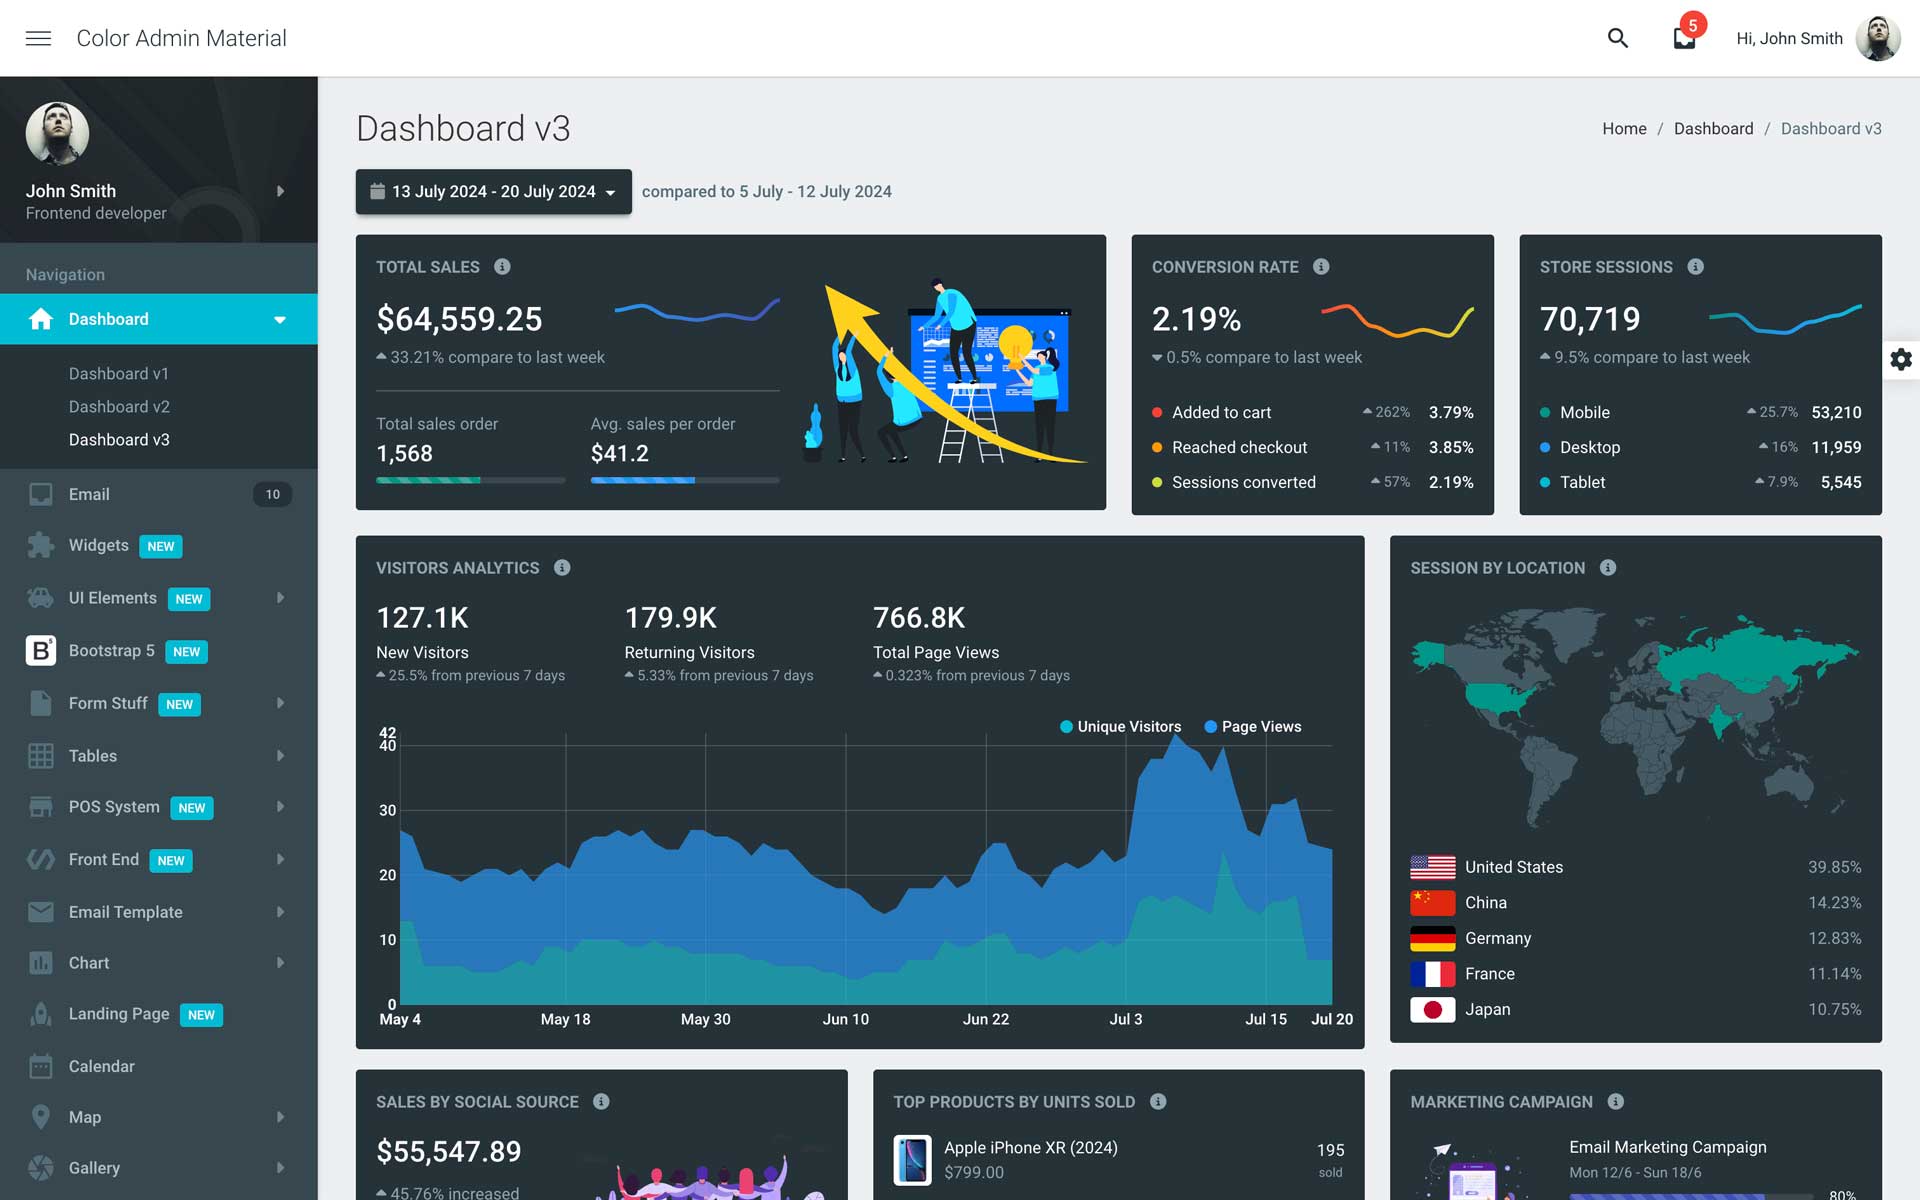 Color Admin Material
5
Hi, John Smith
John Smith
Frontend developer
Navigation
Dashboard
Dashboard v1
Dashboard v2
Dashboard v3
Email 10
Widgets NEW
UI Elements NEW
B5 Bootstrap 5 NEW
Form Stuff NEW
Tables
POS System NEW
Front End NEW
Email Template
Chart
Landing Page NEW
Calendar
Map
Gallery
Dashboard v3
Home / Dashboard / Dashboard v3
13 July 2024 - 20 July 2024
compared to 5 July - 12 July 2024
TOTAL SALES
$64,559.25
33.21% compare to last week
Total sales order
1,568
Avg. sales per order
$41.2
CONVERSION RATE
2.19%
0.5% compare to last week
Added to cart 262% 3.79%
Reached checkout 11% 3.85%
Sessions converted 57% 2.19%
STORE SESSIONS
70,719
9.5% compare to last week
Mobile 25.7% 53,210
Desktop 16% 11,959
Tablet 7.9% 5,545
VISITORS ANALYTICS
127.1K
New Visitors
25.5% from previous 7 days
179.9K
Returning Visitors
5.33% from previous 7 days
766.8K
Total Page Views
0.323% from previous 7 days
Unique Visitors Page Views
42
40
30
20
10
0
May 4 May 18 May 30 Jun 10 Jun 22 Jul 3 Jul 15 Jul 20
SESSION BY LOCATION
United States 39.85%
China 14.23%
Germany 12.83%
France 11.14%
Japan 10.75%
SALES BY SOCIAL SOURCE
$55,547.89
45.76% increased
TOP PRODUCTS BY UNITS SOLD
Apple iPhone XR (2024)
$799.00
195
sold
MARKETING CAMPAIGN
Email Marketing Campaign
Mon 12/6 - Sun 18/6
80%